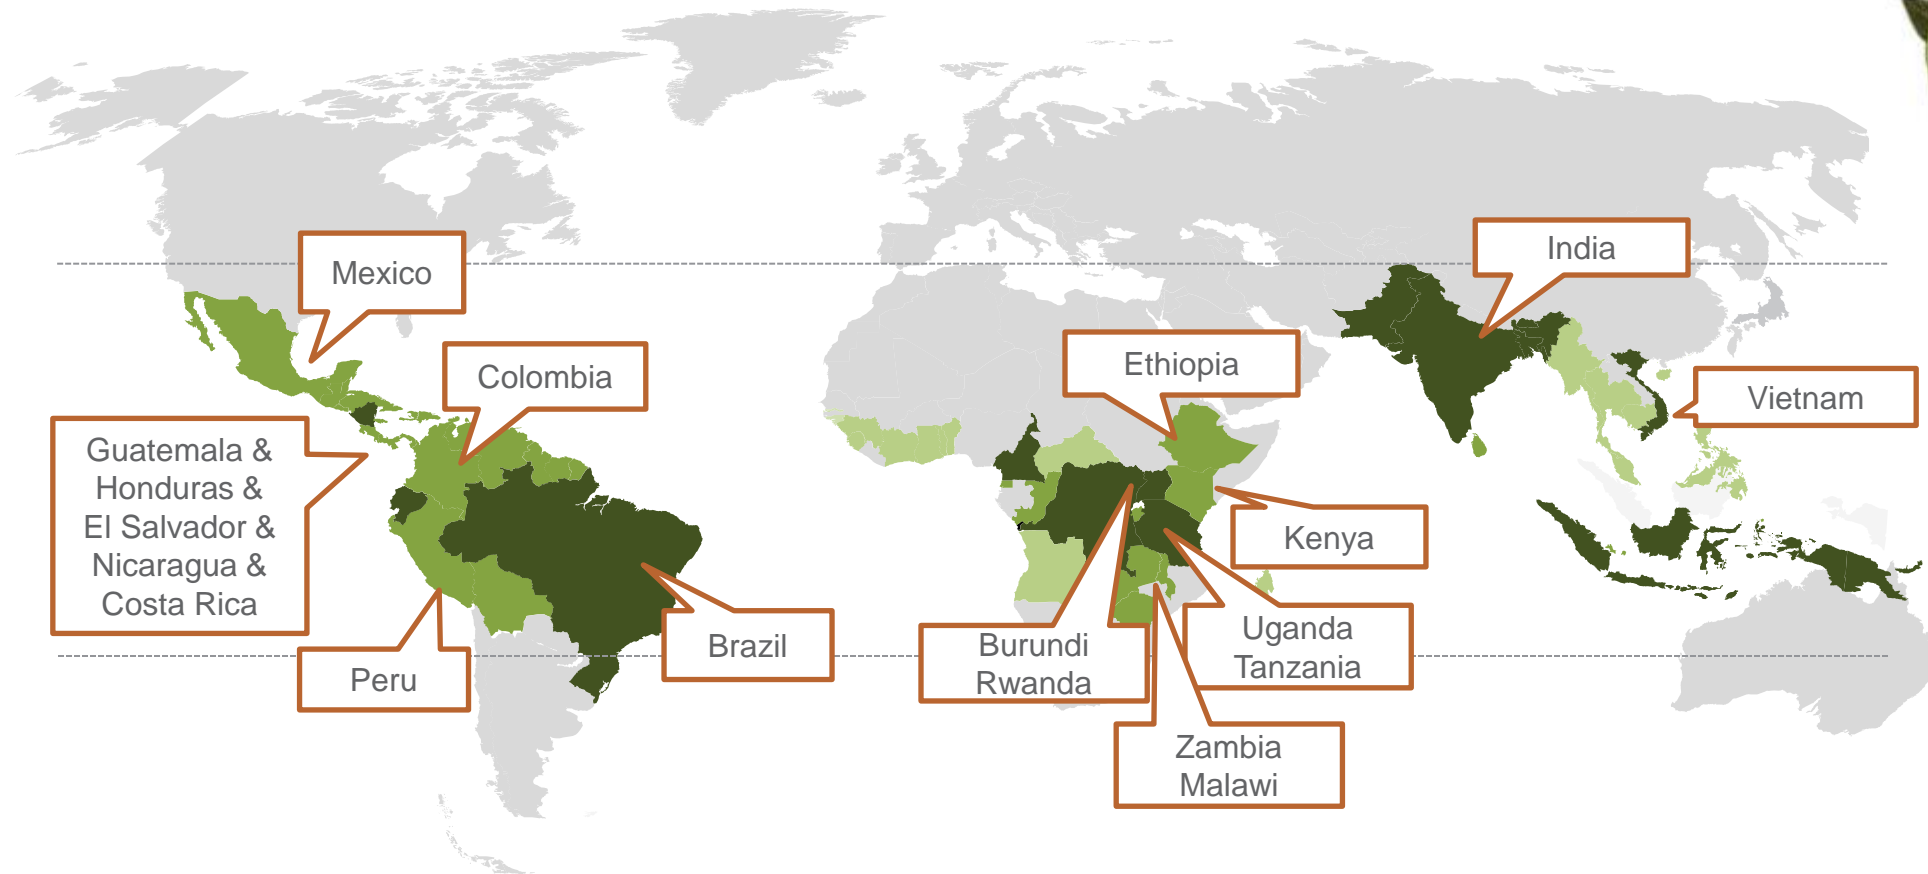 Mexico
India
Colombia
Ethiopia
Vietnam
Guatemala &
Honduras &
El Salvador &
Nicaragua &
Costa Rica
Kenya
Peru
Brazil
Burundi
Rwanda
Uganda
Tanzania
Zambia
Malawi